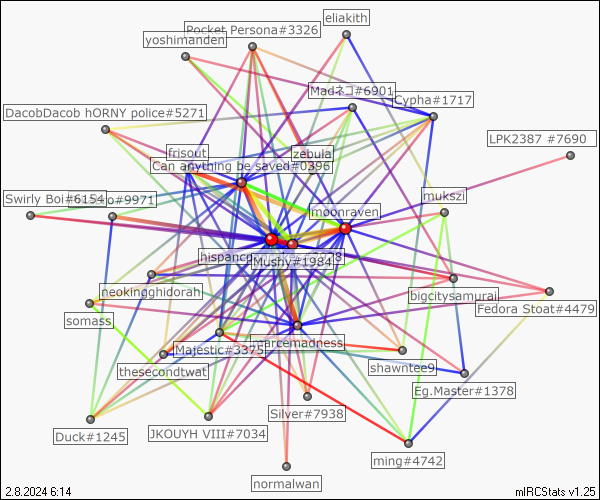 eliakith
Pocket Persona#3326
yoshimanden
Madネコ#6901
Cypha#1717
DacobDacob hORNY police#5271
LPK2387 #7690
frisout
zebula
Can anything be saved#0396
Swirly Boi#6154
#9971
mukszi
moonraven
hispanc
Mushy#1984
neokingghidorah
bigcitysamurai
Fedora Stoat#4479
somass
marcemadness
Majestic#3375
thesecondtwat
shawntee9
Eg.Master#1378
Silver#7938
Duck#1245
JKOUYH VIII#7034
ming#4742
normalwan
2.8.2024 6:14
mIRCStats v1.25